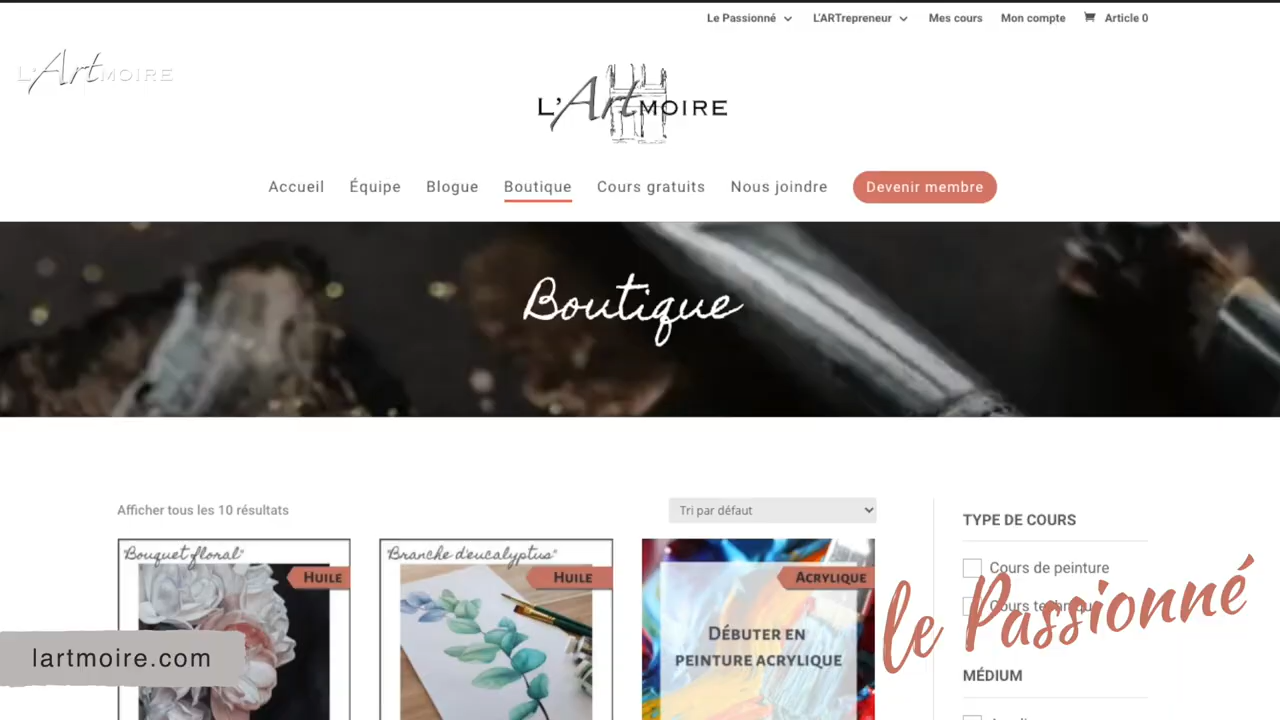 Le Passionné
L'ARTrepreneur
Mes cours
Mon compte
Article 0
L'ArtMOIRE
L'ArtMOIRE
Accueil
Équipe
Blogue
Boutique
Cours gratuits
Nous joindre
Devenir membre
Boutique
Afficher tous les 10 résultats
Tri par défaut
TYPE DE COURS
Bouquet floral
HUILE
Branche d'eucalyptus
HUILE
ACRYLIQUE
DÉBUTER EN
PEINTURE ACRYLIQUE
Cours de peinture
Cours technique
le Passionné
lartmoire.com
MÉDIUM